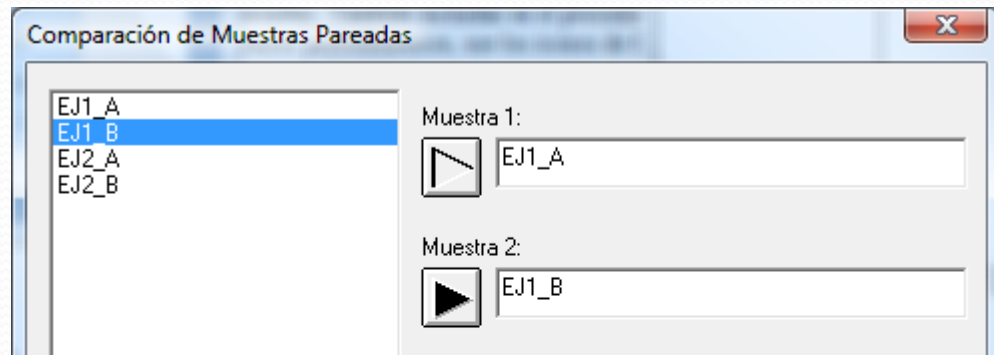 Comparación de Muestras Pareadas
EJ1_A
EJ1_B
EJ2_A
EJ2_B
Muestra 1:
EJ1_A
Muestra 2:
EJ1_B